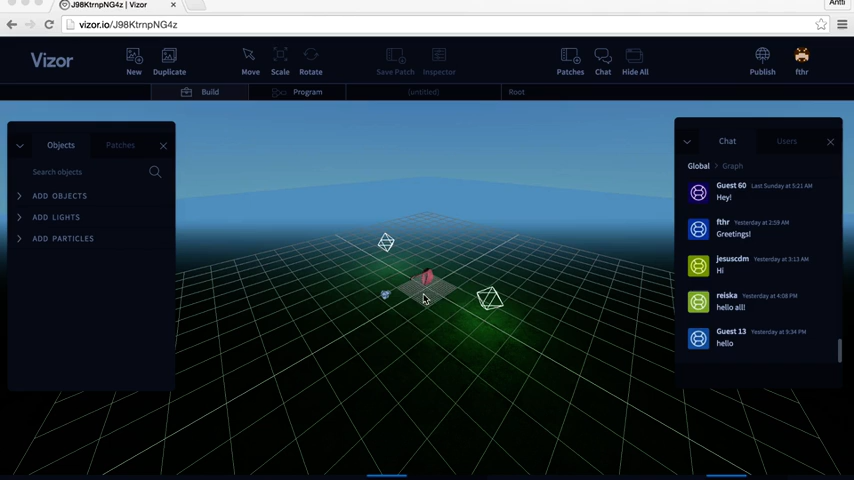 J98KtrnpNG4z | Vizor
Antti
vizor.io/J98KtrnpNG4z
Vizor
New
Duplicate
Move
Scale
Rotate
Save Patch
Inspector
Patches
Chat
Hide All
Publish
fthr
Build
Program
(untitled)
Root
Objects
Patches
Search objects
ADD OBJECTS
ADD LIGHTS
ADD PARTICLES
Chat
Users
Global > Graph
Guest 60 Last Sunday at 5:21 AM
Hey!
fthr Yesterday at 2:59 AM
Greetings!
jesuscdm Yesterday at 5:13 AM
Hi
reiska Yesterday at 4:08 PM
hello all!
Guest 13 Yesterday at 9:34 PM
hello